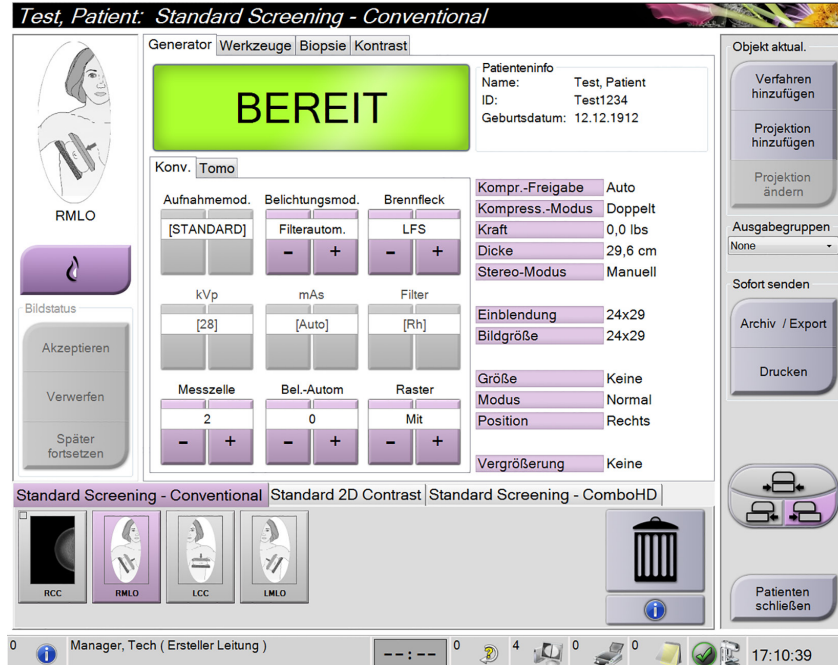 Test, Patient: Standard Screening - Conventional
Generator Werkzeuge Biopsie Kontrast
BEREIT
Patienteninfo
Name: Test, Patient
ID: Test1234
Geburtsdatum: 12.12.1912
Objekt aktual.
Verfahren
hinzufügen
Projektion
hinzufügen
Projektion
ändern
Ausgabegruppen
None
Sofort senden
Archiv / Export
Drucken
RMLO
Bildstatus
Akzeptieren
Verwerfen
Später
fortsetzen
Konv. Tomo
Aufnahmemod. Belichtungsmod. Brennfleck
[STANDARD] Filterautom. LFS
- + - +
kVp mAs Filter
[28] [Auto] [Rh]
Messzelle Bel.-Autom Raster
2 0 Mit
- + - + - +
Kompr.-Freigabe Auto
Kompress.-Modus Doppelt
Kraft 0,0 lbs
Dicke 29,6 cm
Stereo-Modus Manuell
Einblendung 24x29
Bildgröße 24x29
Größe Keine
Modus Normal
Position Rechts
Vergrößerung Keine
Standard Screening - Conventional Standard 2D Contrast Standard Screening - ComboHD
RCC RMLO LCC LMLO
Patienten
schließen
0 Manager, Tech ( Ersteller Leitung ) --:-- 0 4 0 0 17:10:39